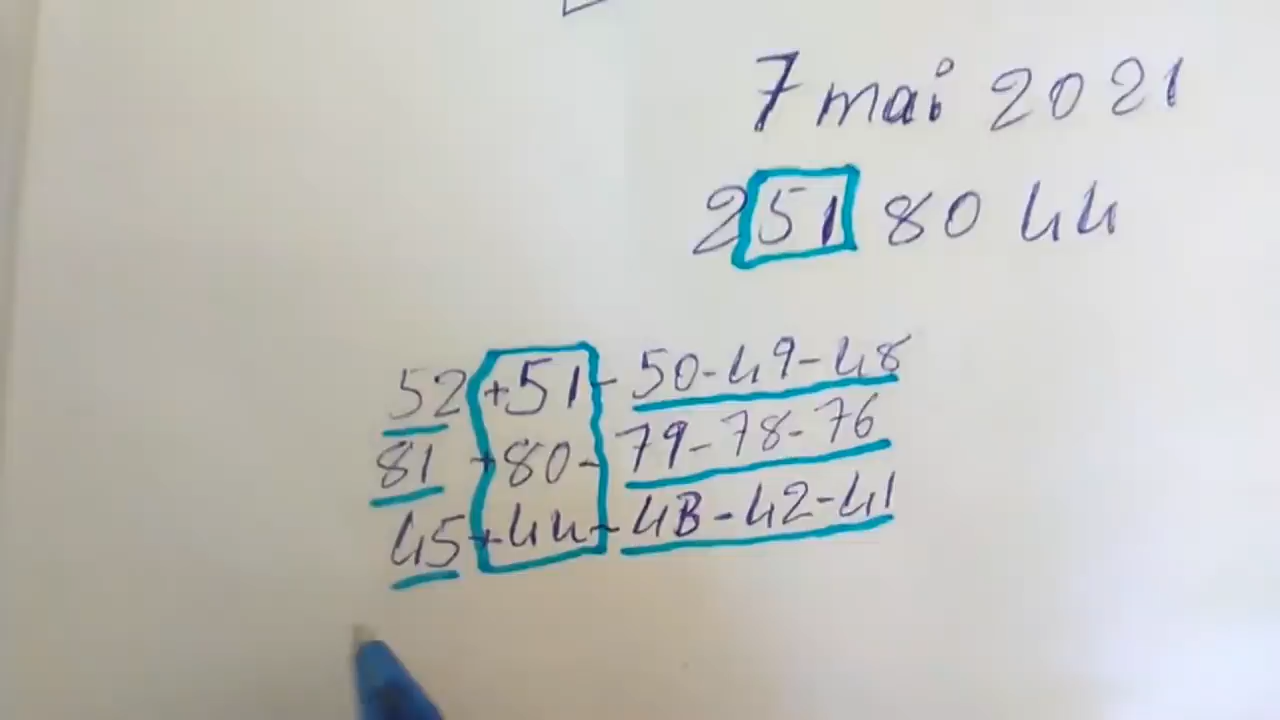 7 mai 2021
251 80 44
52 + 51 - 50 - 49 - 48
81 + 80 - 79 - 78 - 76
45 + 44 - 43 - 42 - 41